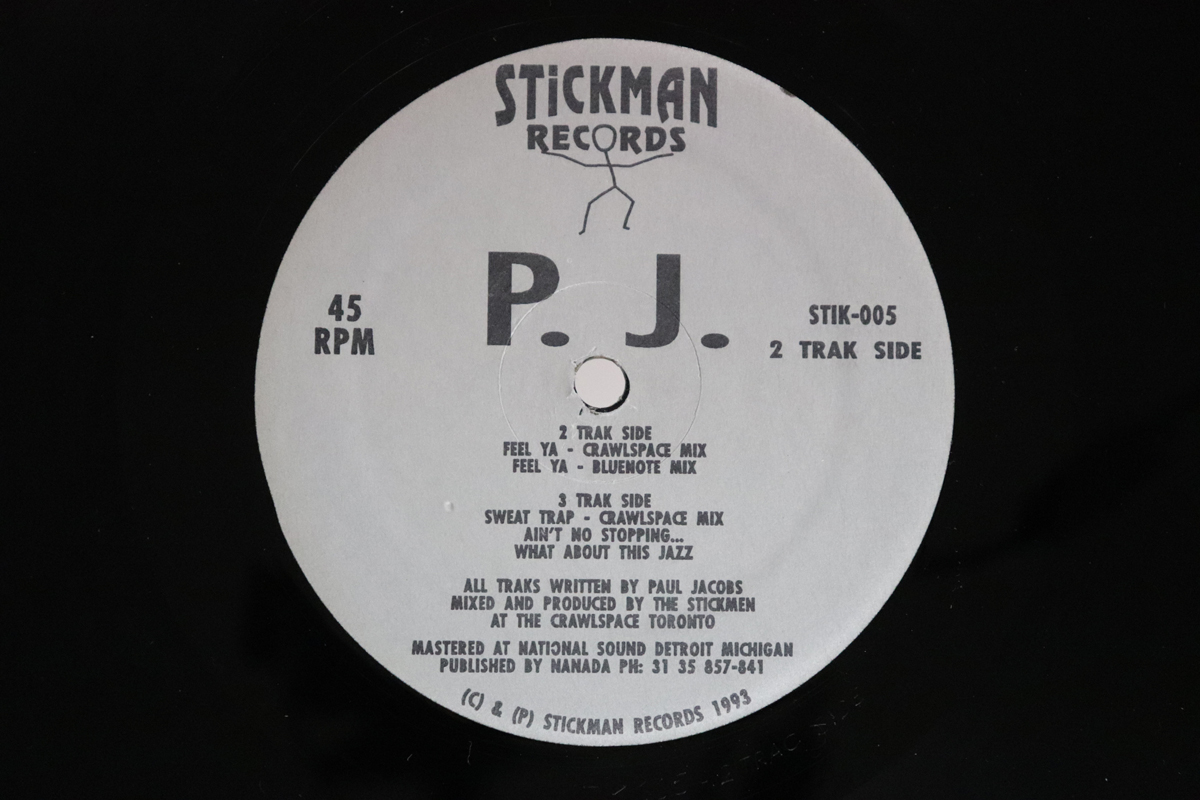 STiCKMAN
RECORDS
P. J.
45
RPM
STIK-005
2 TRAK SIDE
2 TRAK SIDE
FEEL YA - CRAWLSPACE MIX
FEEL YA - BLUENOTE MIX
3 TRAK SIDE
SWEAT TRAP - CRAWLSPACE MIX
AIN'T NO STOPPING...
WHAT ABOUT THIS JAZZ
ALL TRAKS WRITTEN BY PAUL JACOBS
MIXED AND PRODUCED BY THE STICKMEN
AT THE CRAWLSPACE TORONTO
MASTERED AT NATIONAL SOUND DETROIT MICHIGAN
PUBLISHED BY NANADA PH: 31 35 857-841
(C) & (P) STICKMAN RECORDS 1993